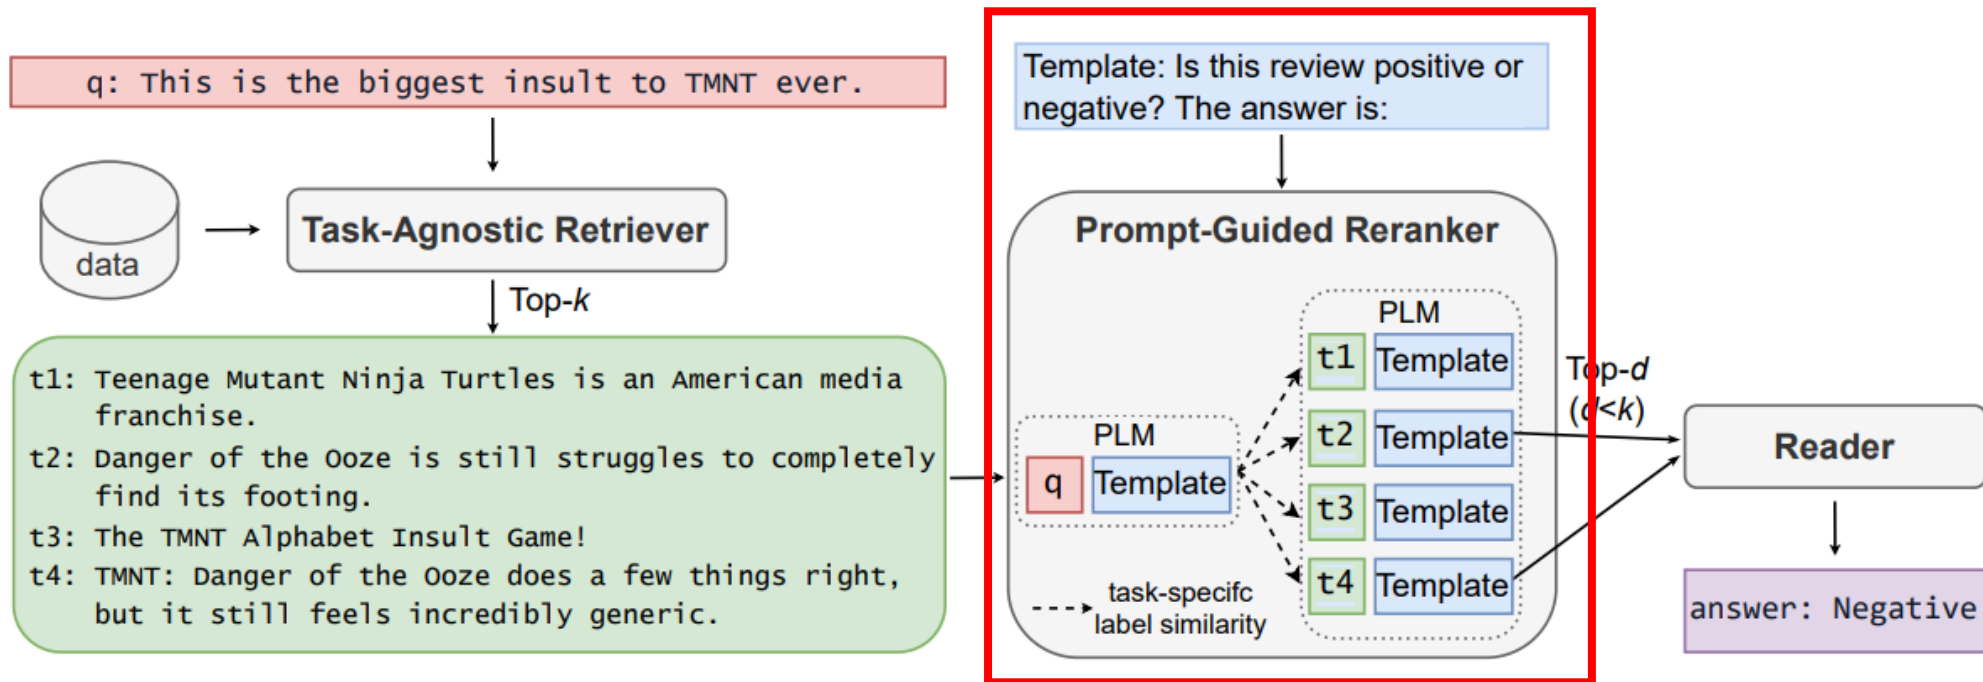 q: This is the biggest insult to TMNT ever.
data
Task-Agnostic Retriever
Top-k
t1: Teenage Mutant Ninja Turtles is an American media
franchise.
t2: Danger of the Ooze is still struggles to completely
find its footing.
t3: The TMNT Alphabet Insult Game!
t4: TMNT: Danger of the Ooze does a few things right,
but it still feels incredibly generic.
Template: Is this review positive or
negative? The answer is:
Prompt-Guided Reranker
PLM
q Template
task-specifc
label similarity
PLM
t1 Template
t2 Template
t3 Template
t4 Template
Top-d
(d<k)
Reader
answer: Negative